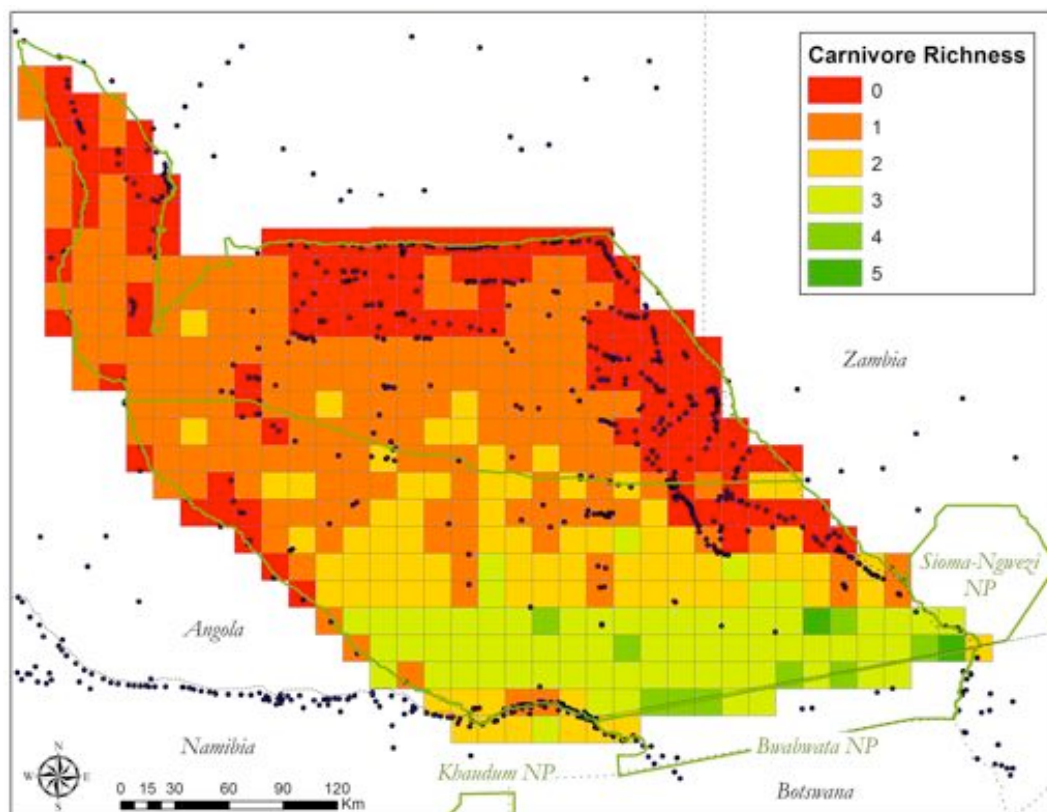 Carnivore Richness
0
1
2
3
4
5
Zambia
Sioma-Ngwezi
NP
Angola
Namibia
Khaudum NP
Bwabwata NP
Botswana
N
W E
S
0 15 30 60 90 120
Km